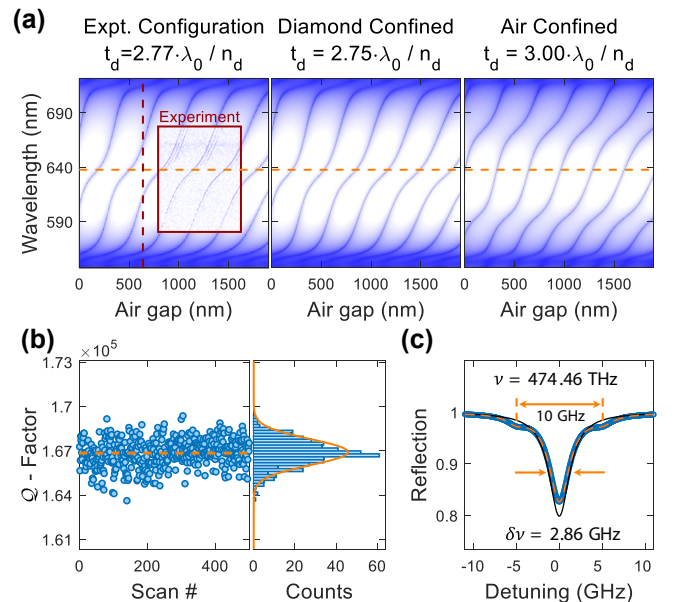 (a)
Expt. Configuration
t_d=2.77·λ_0 / n_d
Diamond Confined
t_d = 2.75·λ_0 / n_d
Air Confined
t_d = 3.00·λ_0 / n_d
Wavelength (nm)
690
640
590
Experiment
0 500 1000 1500
0 500 1000 1500
0 500 1000 1500
Air gap (nm)
Air gap (nm)
Air gap (nm)
(b)
×10^5
1.73
1.7
1.67
1.64
1.61
Q - Factor
0 200 400
Scan #
0 20 40 60
Counts
(c)
ν = 474.46 THz
10 GHz
δν = 2.86 GHz
1
0.9
0.8
Reflection
-10 -5 0 5 10
Detuning (GHz)